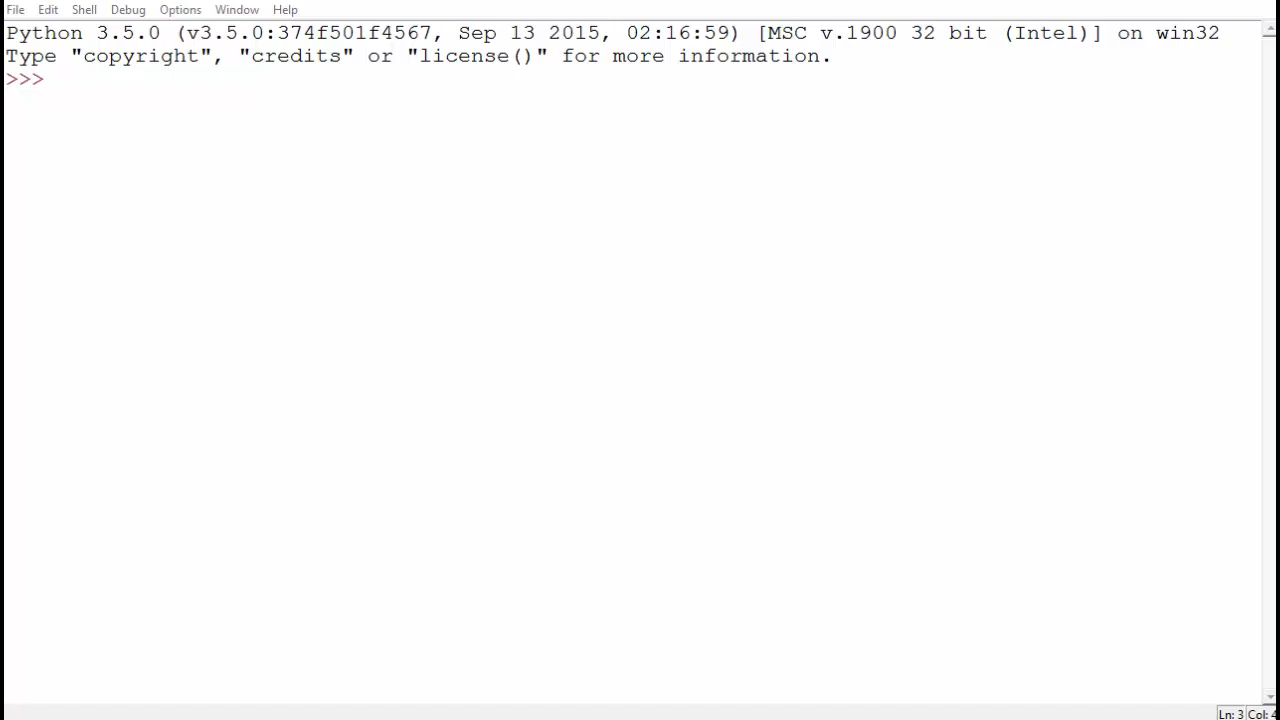 File Edit Shell Debug Options Window Help
Python 3.5.0 (v3.5.0:374f501f4567, Sep 13 2015, 02:16:59) [MSC v.1900 32 bit (Intel)] on win32
Type "copyright", "credits" or "license()" for more information.
>>>
Ln: 3 Col: 4